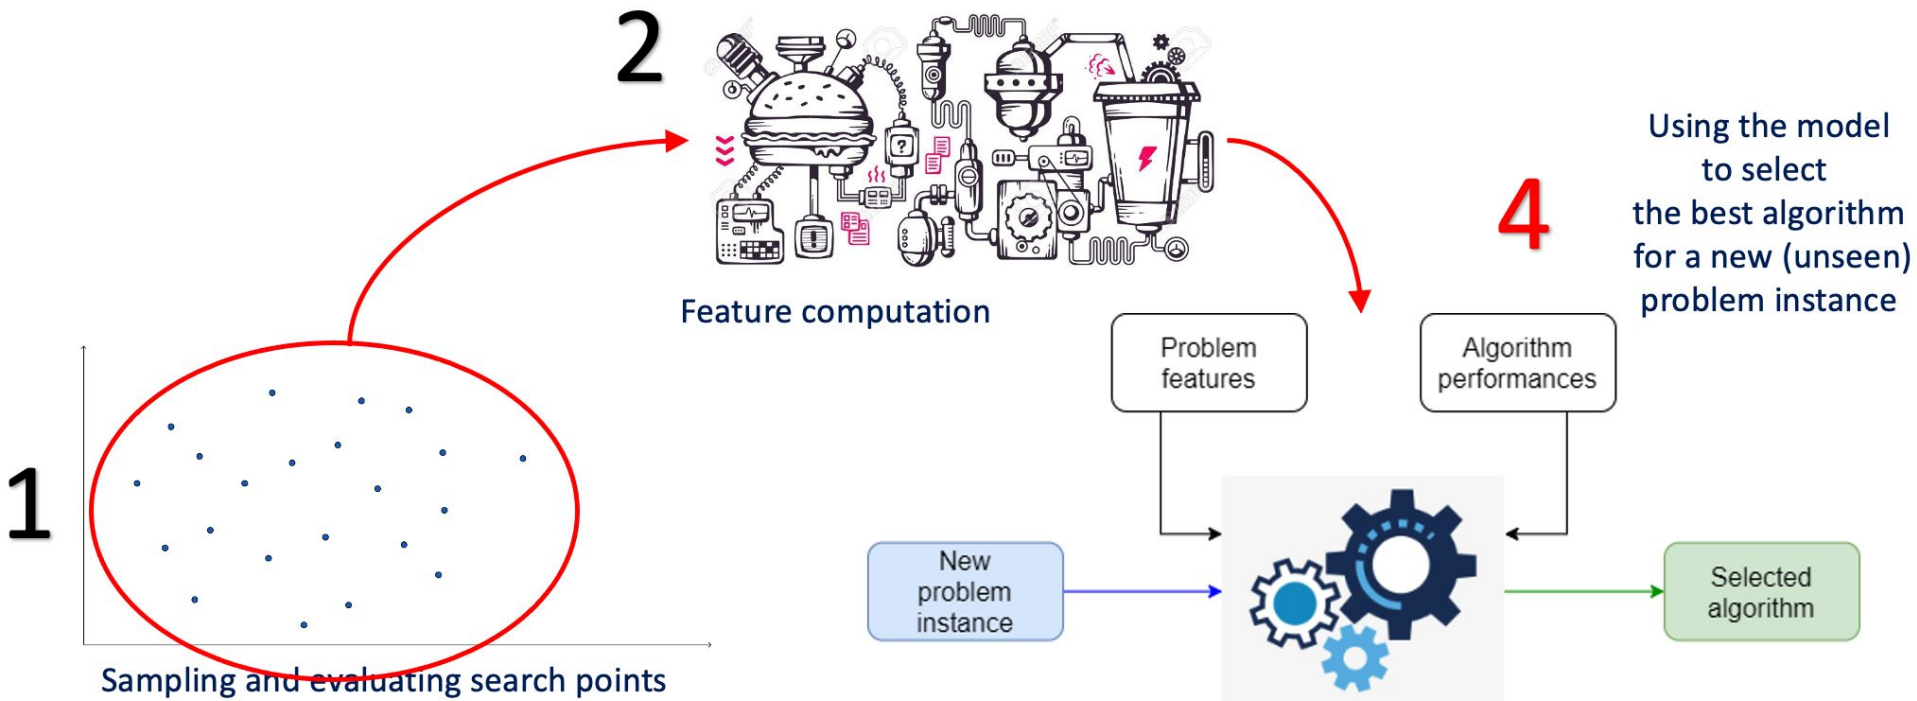 1
Sampling and evaluating search points
2
?
!
Feature computation
4
Using the model
to select
the best algorithm
for a new (unseen)
problem instance
Problem
features
Algorithm
performances
New
problem
instance
Selected
algorithm